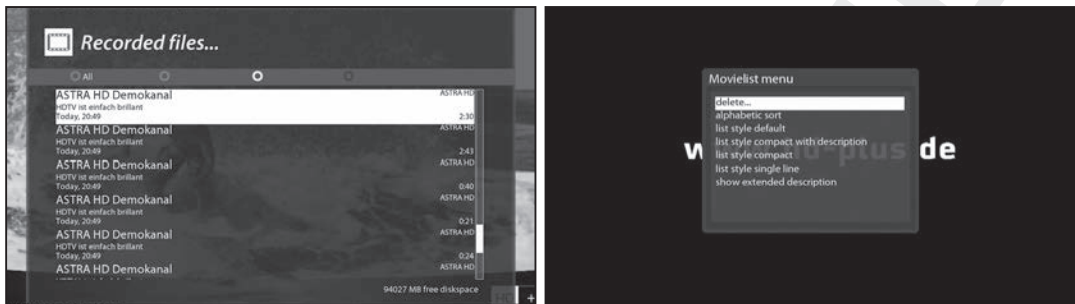 Recorded files...
All
ASTRA HD Demokanal ASTRA HD
HDTV ist einfach brillant
Today, 20:49 2:30
ASTRA HD Demokanal ASTRA HD
HDTV ist einfach brillant
Today, 20:49 2:43
ASTRA HD Demokanal ASTRA HD
HDTV ist einfach brillant
Today, 20:49 0:40
ASTRA HD Demokanal ASTRA HD
HDTV ist einfach brillant
Today, 20:49 0:21
ASTRA HD Demokanal ASTRA HD
HDTV ist einfach brillant
Today, 20:49 0:24
ASTRA HD Demokanal ASTRA HD
94027 MB free diskspace
HD +
Movielist menu
delete...
alphabetic sort
list style default
list style compact with description
list style compact
list style single line
show extended description
de